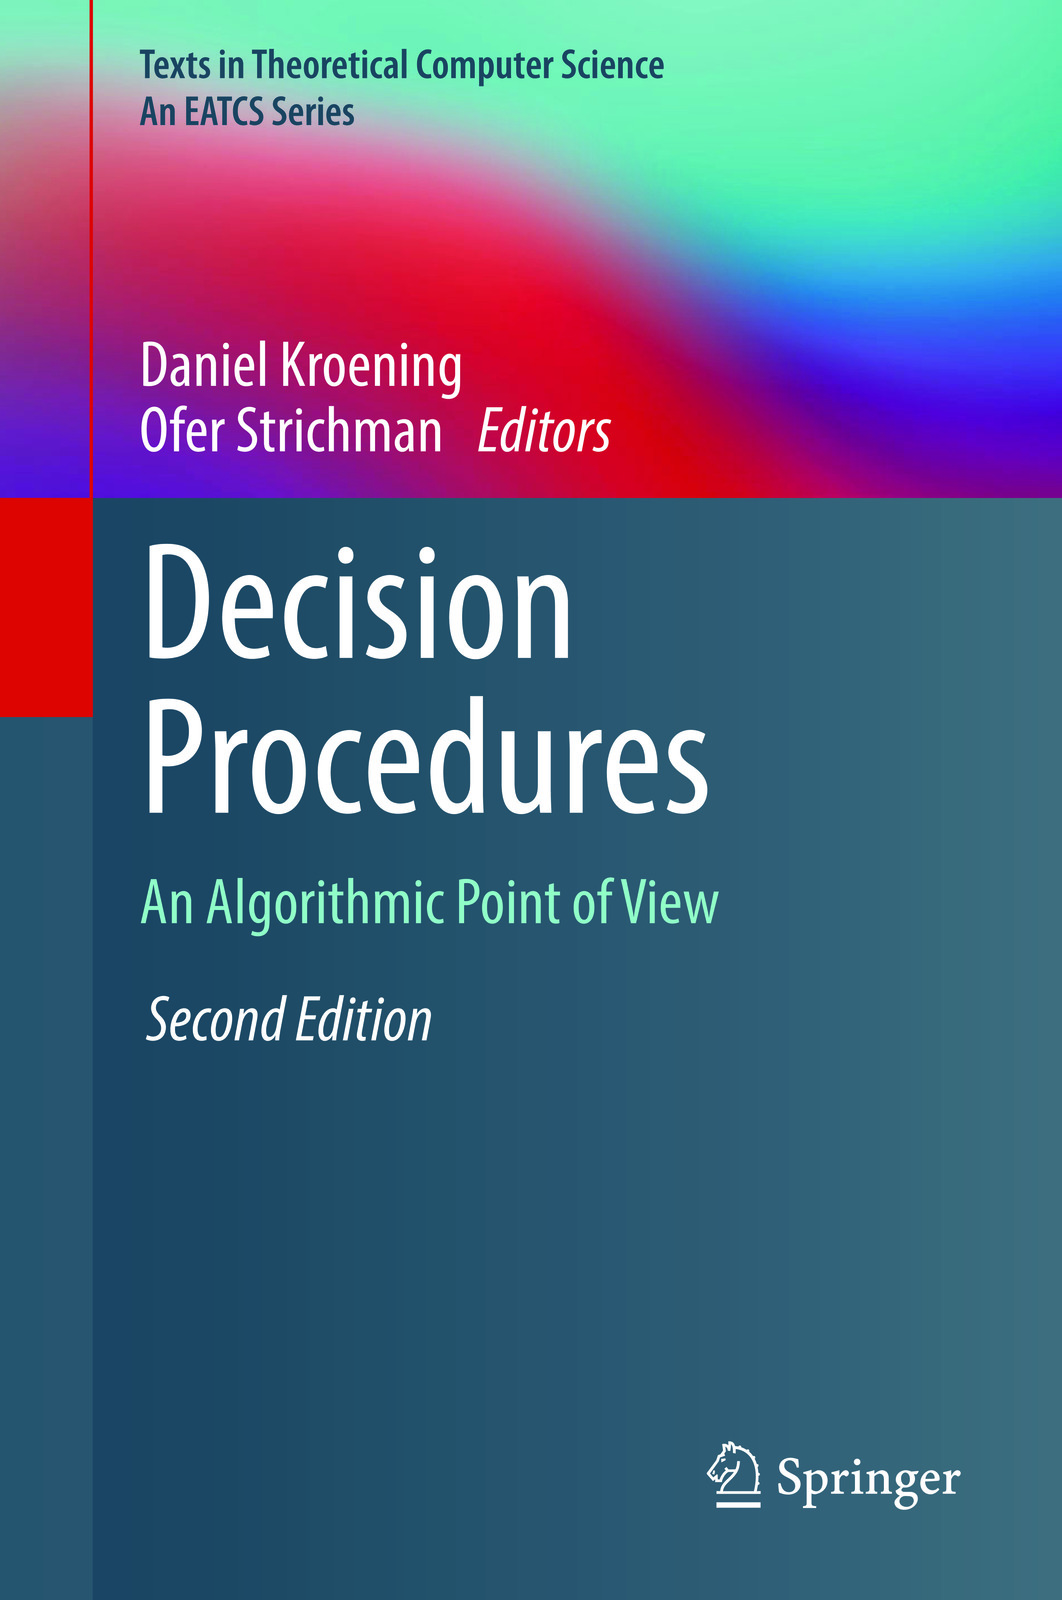 Texts in Theoretical Computer Science
An EATCS Series
Daniel Kroening
Ofer Strichman Editors
Decision
Procedures
An Algorithmic Point of View
Second Edition
Springer